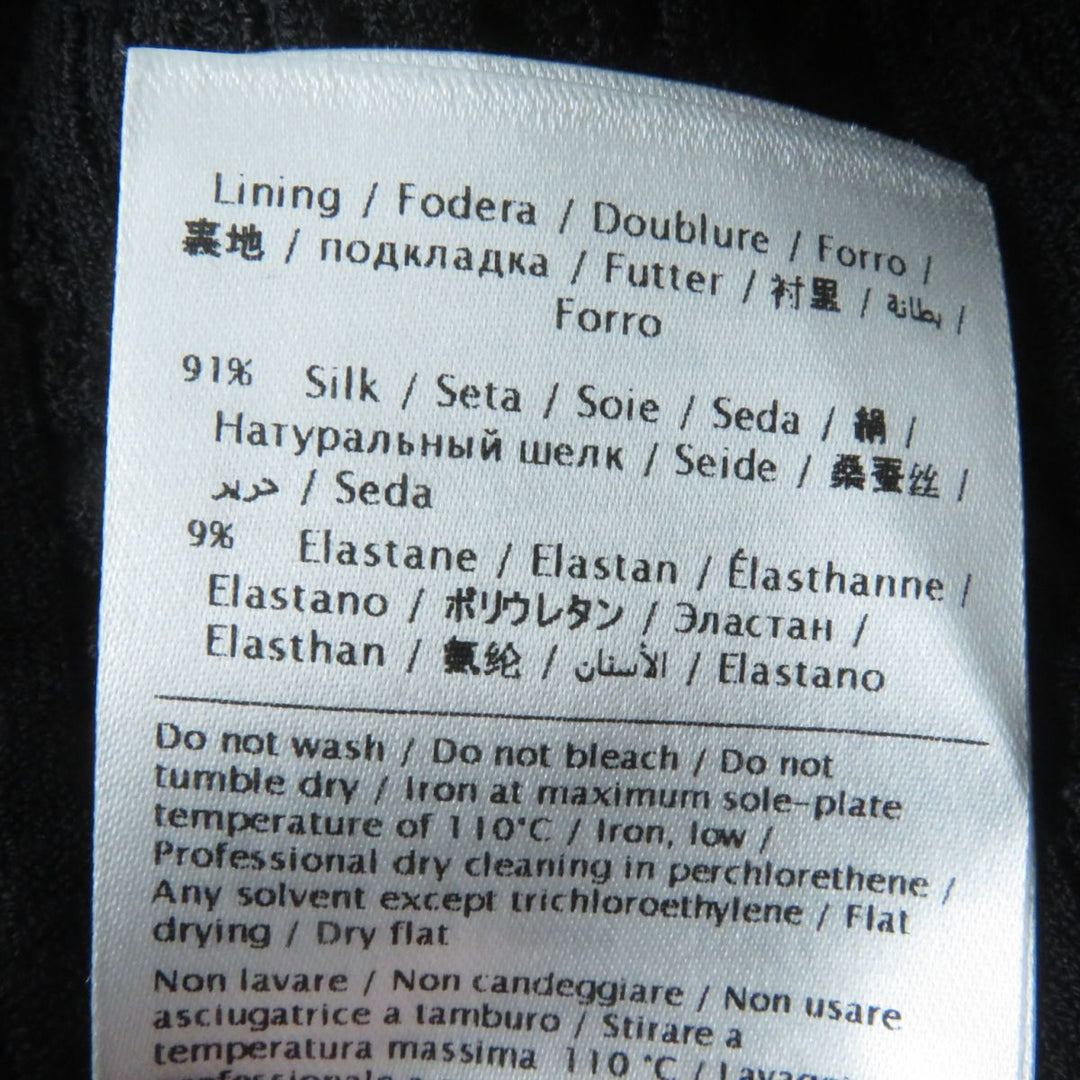 Lining / Fodera / Doublure / Forro /
裏地 / подкладка / Futter / 衬里 / بطانة /
Forro
91% Silk / Seta / Soie / Seda / 絹 /
Натуральный шелк / Seide / 桑蚕丝 /
حرير / Seda
9% Elastane / Elastan / Élasthanne /
Elastano / ポリウレタン / Эластан /
Elasthan / 氨纶 / الأستان / Elastano
Do not wash / Do not bleach / Do not
tumble dry / Iron at maximum sole-plate
temperature of 110°C / Iron, low /
Professional dry cleaning in perchlorethene /
Any solvent except trichloroethylene / Flat
drying / Dry flat
Non lavare / Non candeggiare / Non usare
asciugatrice a tamburo / Stirare a
temperatura massima 110 °C /